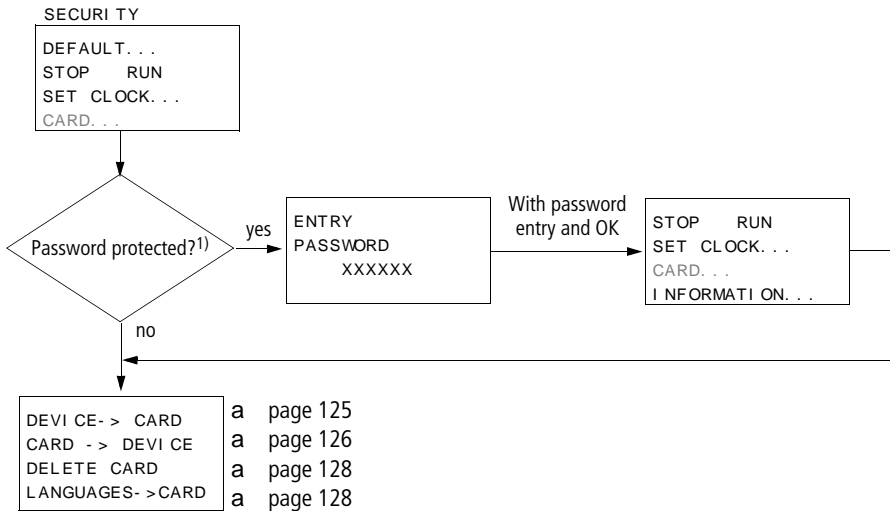 SECURITY
DEFAULT...
STOP RUN
SET CLOCK...
CARD...
Password protected?1)
yes
ENTRY
PASSWORD
XXXXXX
With password
entry and OK
STOP RUN
SET CLOCK...
CARD...
INFORMATION...
no
DEVICE-> CARD a page 125
CARD -> DEVICE a page 126
DELETE CARD a page 128
LANGUAGES->CARD a page 128